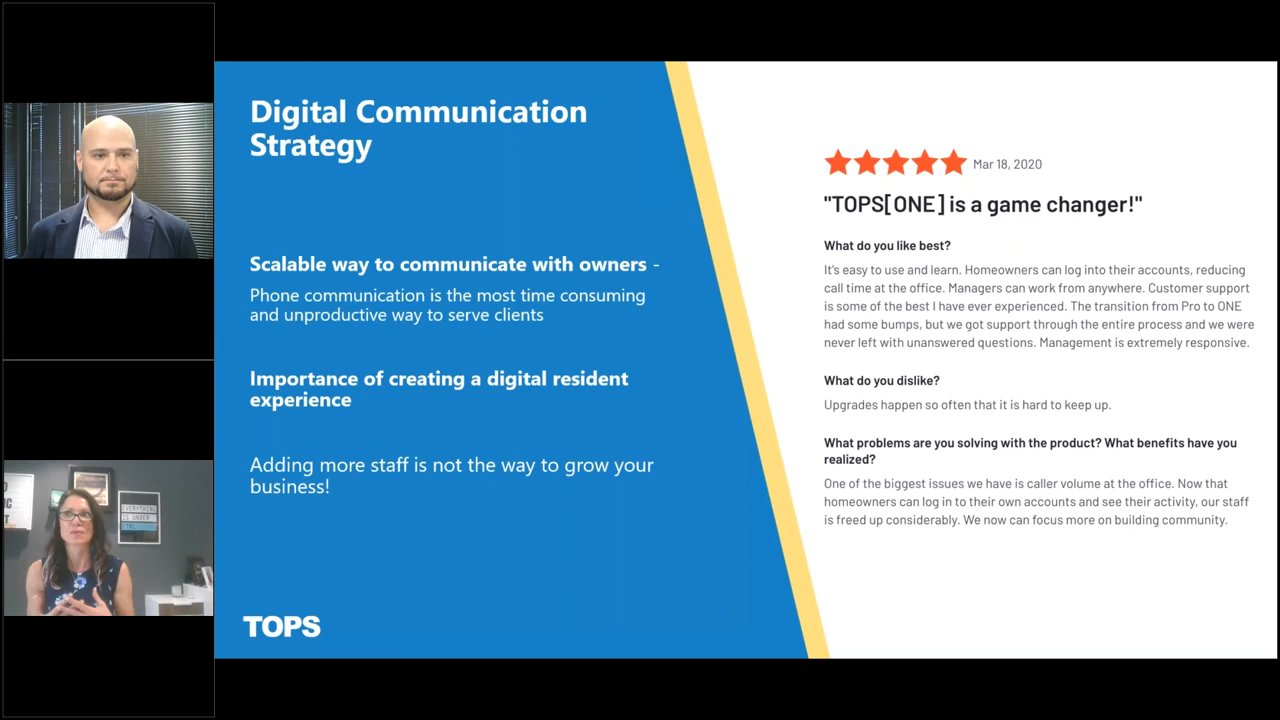 Digital Communication
Strategy
Scalable way to communicate with owners -
Phone communication is the most time consuming
and unproductive way to serve clients
Importance of creating a digital resident
experience
Adding more staff is not the way to grow your
business!
TOPS
Mar 18, 2020
"TOPS[ONE] is a game changer!"
What do you like best?
It's easy to use and learn. Homeowners can log into their accounts, reducing
call time at the office. Managers can work from anywhere. Customer support
is some of the best I have ever experienced. The transition from Pro to ONE
had some bumps, but we got support through the entire process and we were
never left with unanswered questions. Management is extremely responsive.
What do you dislike?
Upgrades happen so often that it is hard to keep up.
What problems are you solving with the product? What benefits have you
realized?
One of the biggest issues we have is caller volume at the office. Now that
homeowners can log in to their own accounts and see their activity, our staff
is freed up considerably. We now can focus more on building community.
EVERYTHING
IS UNDER
CTRL